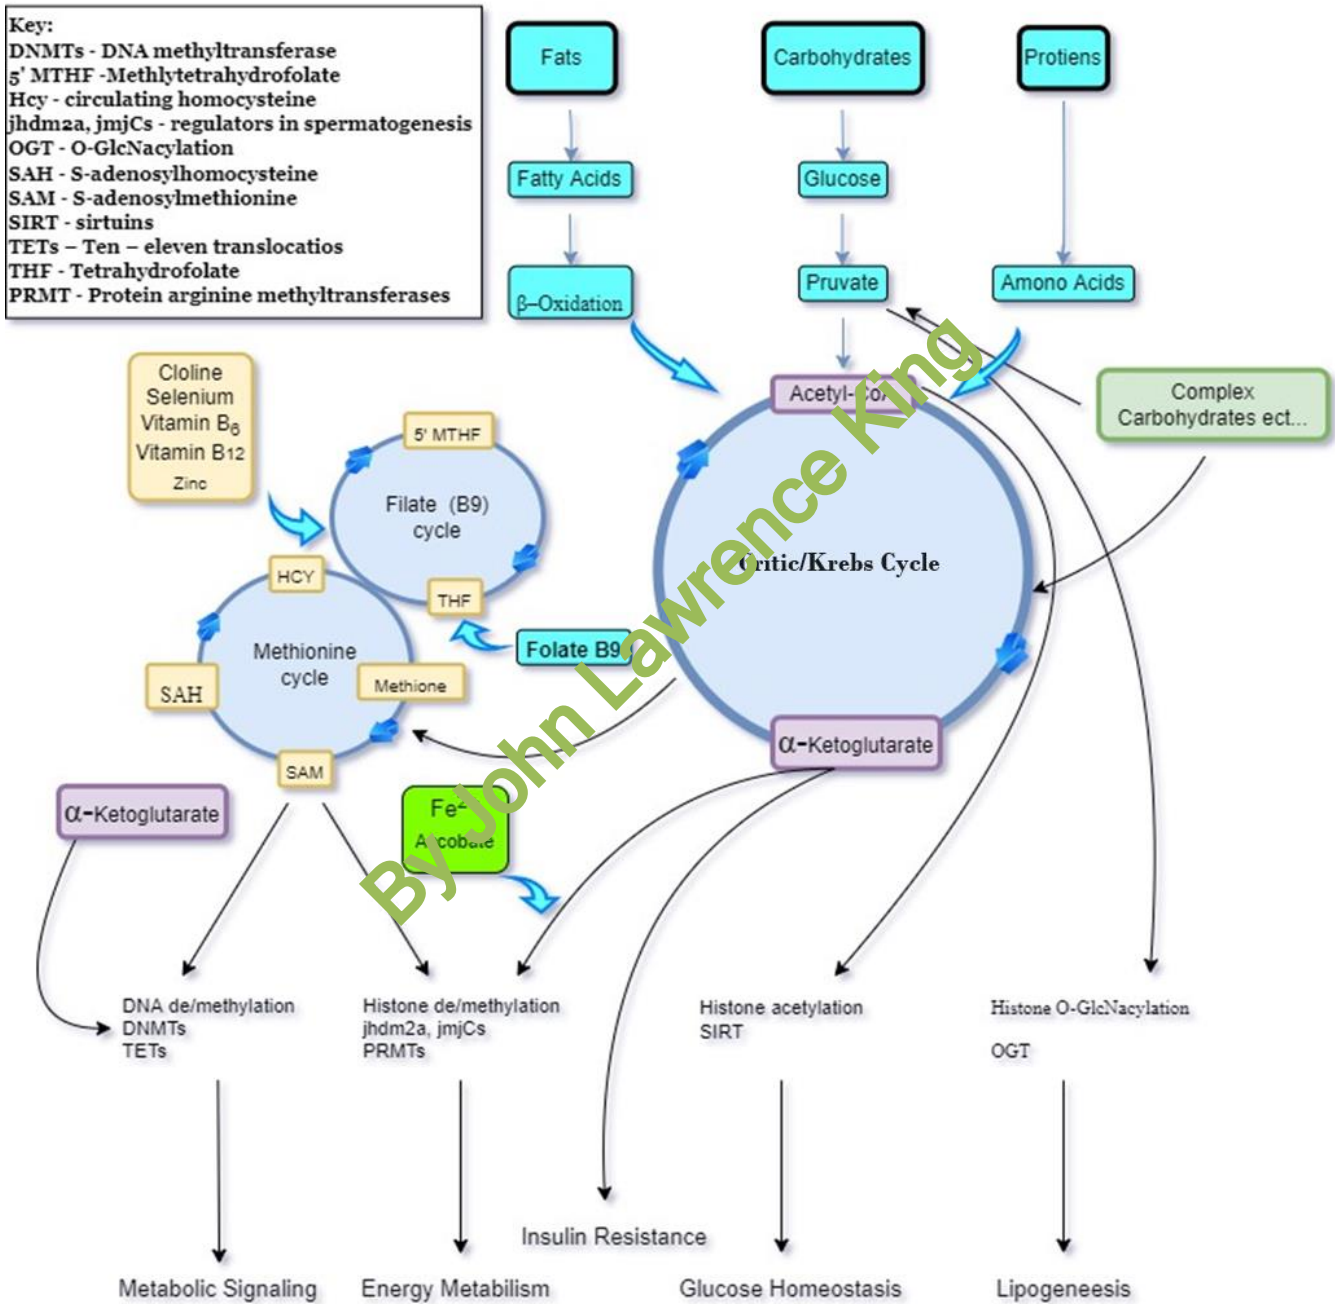 Key:
DNMTs - DNA methyltransferase
5' MTHF -Methlytetrahydrofolate
Hcy - circulating homocysteine
jhdm2a, jmjCs - regulators in spermatogenesis
OGT - O-GlcNacylation
SAH - S-adenosylhomocysteine
SAM - S-adenosylmethionine
SIRT - sirtuins
TETs – Ten – eleven translocatios
THF - Tetrahydrofolate
PRMT - Protein arginine methyltransferases
Fats
Carbohydrates
Protiens
Fatty Acids
Glucose
β–Oxidation
Pruvate
Amono Acids
Cloline
Selenium
Vitamin B6
Vitamin B12
Zinc
Acetyl-CoA
Complex
Carbohydrates ect...
5' MTHF
Filate (B9)
cycle
HCY
THF
Critic/Krebs Cycle
Methionine
cycle
Folate B9
SAH
Methione
SAM
α-Ketoglutarate
α-Ketoglutarate
Fe2
Ascobate
By John Lawrence King
DNA de/methylation
DNMTs
TETs
Histone de/methylation
jhdm2a, jmjCs
PRMTs
Histone acetylation
SIRT
Histone O-GlcNacylation
OGT
Insulin Resistance
Metabolic Signaling
Energy Metabilism
Glucose Homeostasis
Lipogeneesis